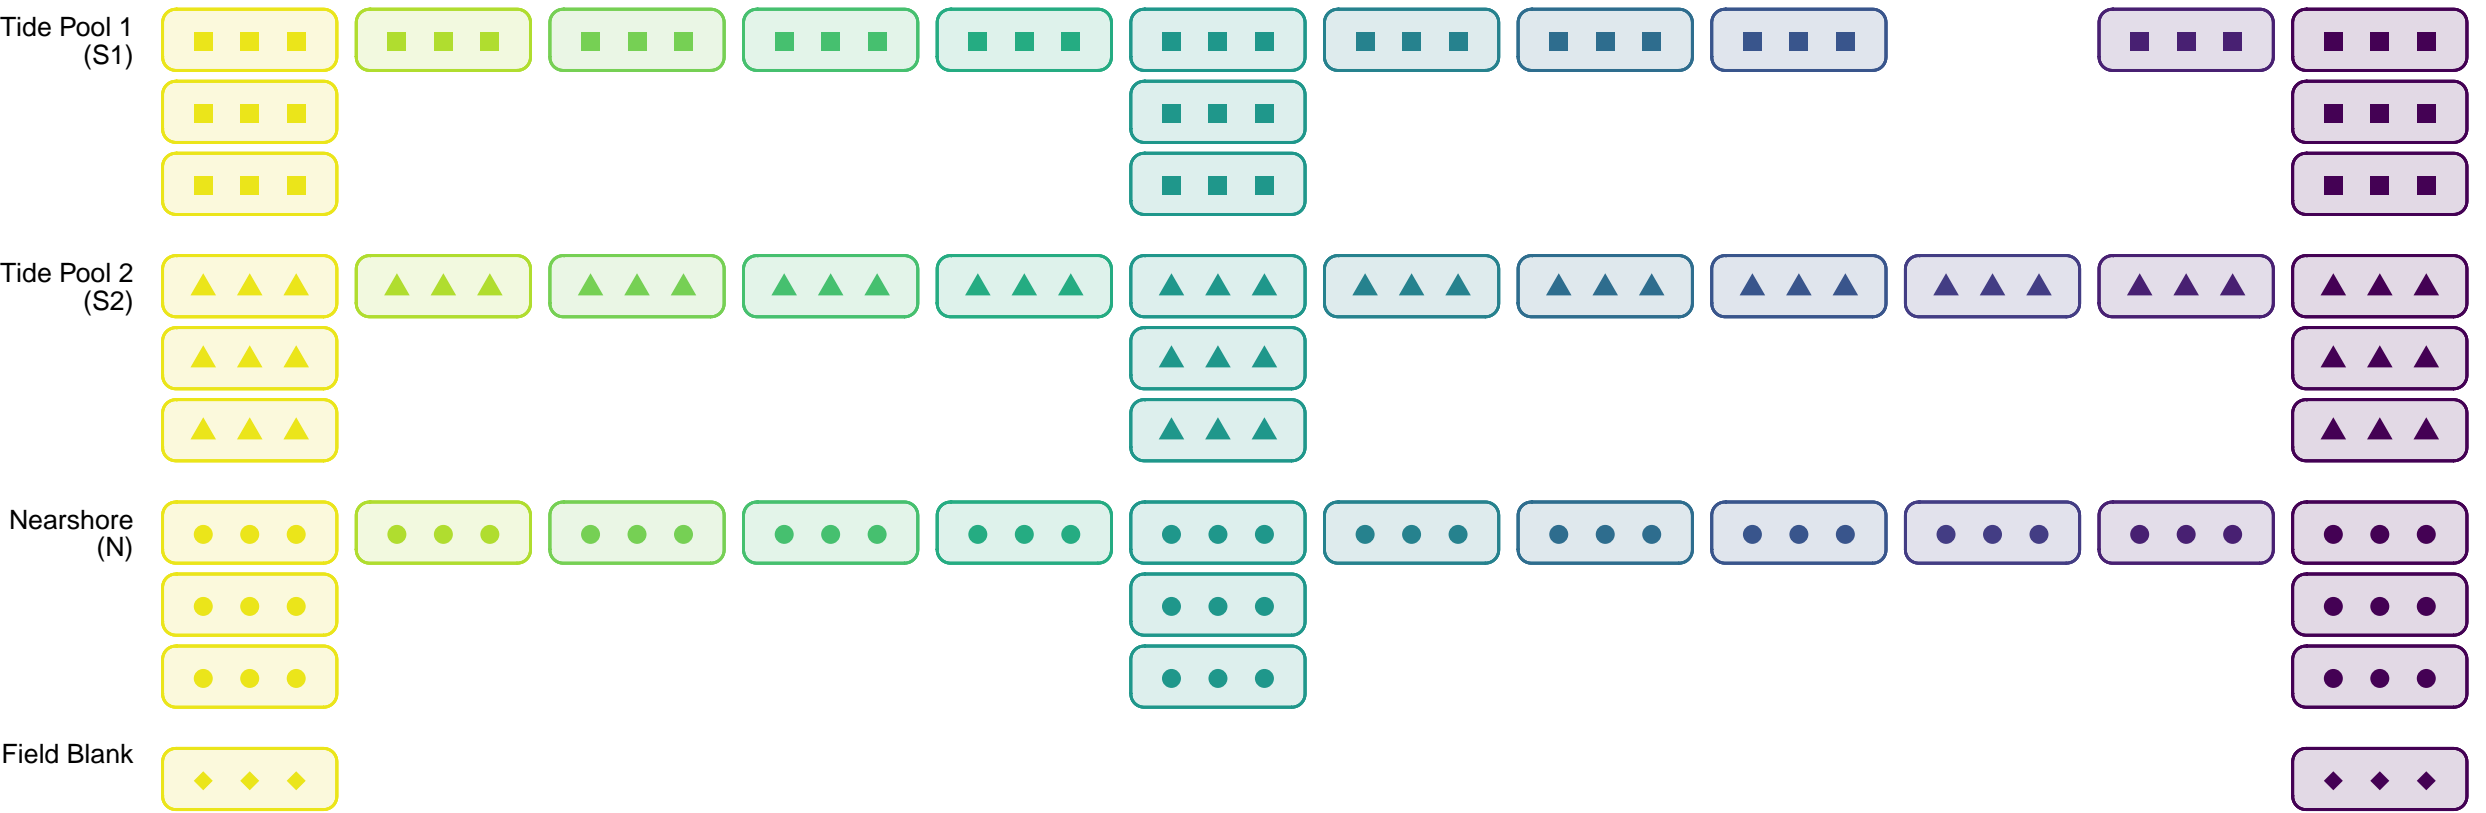 Tide Pool 1
(S1)
Tide Pool 2
(S2)
Nearshore
(N)
Field Blank